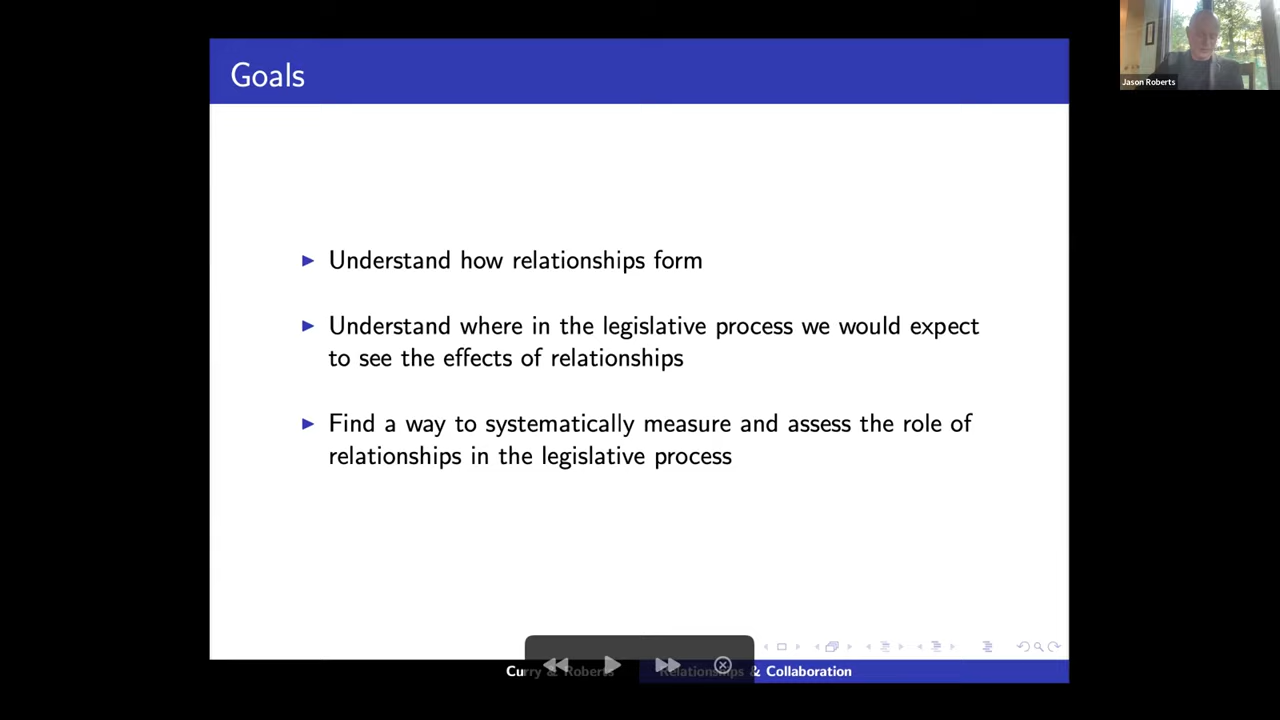 Goals
Jason Roberts
Understand how relationships form
Understand where in the legislative process we would expect
to see the effects of relationships
Find a way to systematically measure and assess the role of
relationships in the legislative process
Curry & Roberts
Relationships & Collaboration